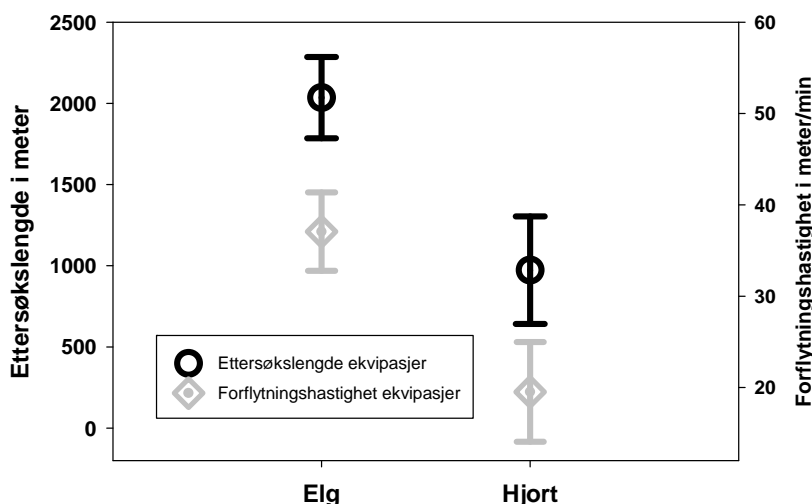 Ettersøkslengde i meter
2500
2000
1500
1000
500
0
60
50
40
30
20
Forflytningshastighet i meter/min
Ettersøkslengde ekvipasjer
Forflytningshastighet ekvipasjer
Elg
Hjort